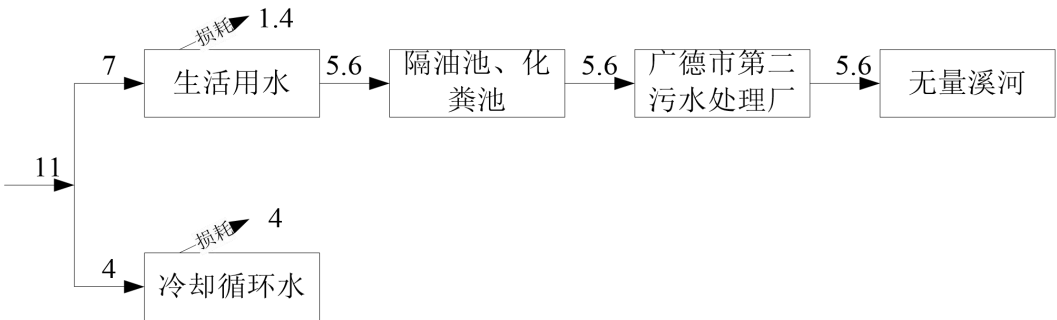 损耗 1.4
7
生活用水
5.6
隔油池、化
粪池
5.6
广德市第二
污水处理厂
5.6
无量溪河
11
损耗 4
4
冷却循环水